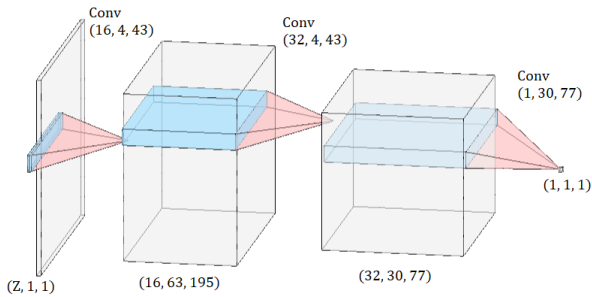 Conv
(16, 4, 43)
Conv
(32, 4, 43)
Conv
(1, 30, 77)
(1, 1, 1)
(Z, 1, 1)
(16, 63, 195)
(32, 30, 77)